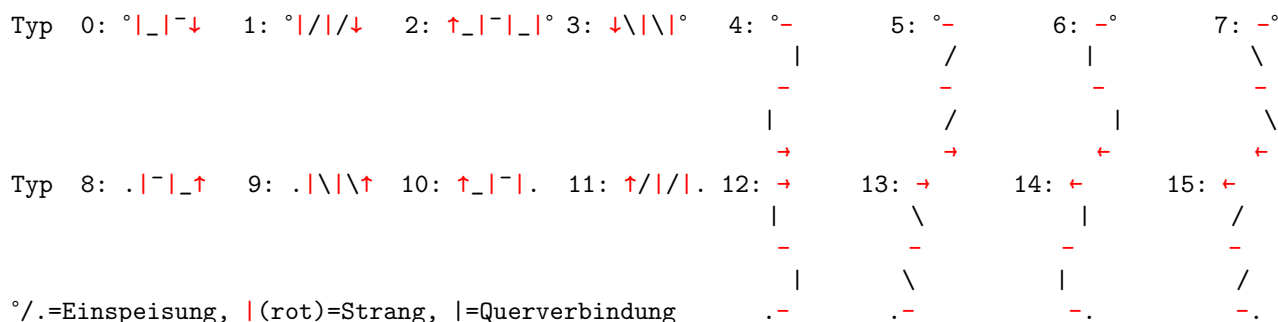 Typ 0: °|_|¯↓ 1: °|/|/↓ 2: ↑_|¯|_|° 3: ↓\|\|° 4: °- 5: °- 6: -° 7: -°
| / | \
- - - -
| / | \
→ → ← ←
Typ 8: .|¯|_↑ 9: .|\|\↑ 10: ↑_|¯|. 11: ↑/|/|. 12: → 13: → 14: ← 15: ←
| \ | /
- - - -
| \ | /
°/.=Einspeisung, |(rot)=Strang, |=Querverbindung .- .- -. -.